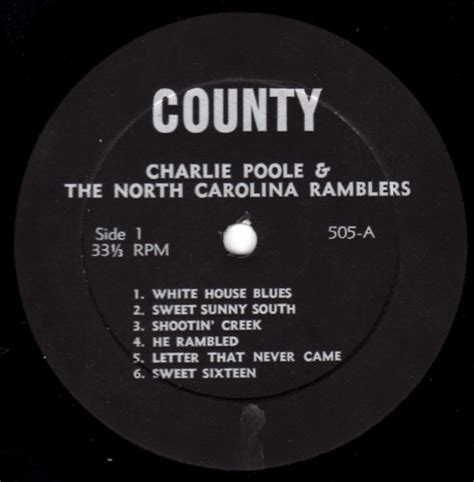 COUNTY
CHARLIE POOLE &
THE NORTH CAROLINA RAMBLERS
Side 1
33⅓ RPM
505-A
1. WHITE HOUSE BLUES
2. SWEET SUNNY SOUTH
3. SHOOTIN' CREEK
4. HE RAMBLED
5. LETTER THAT NEVER CAME
6. SWEET SIXTEEN